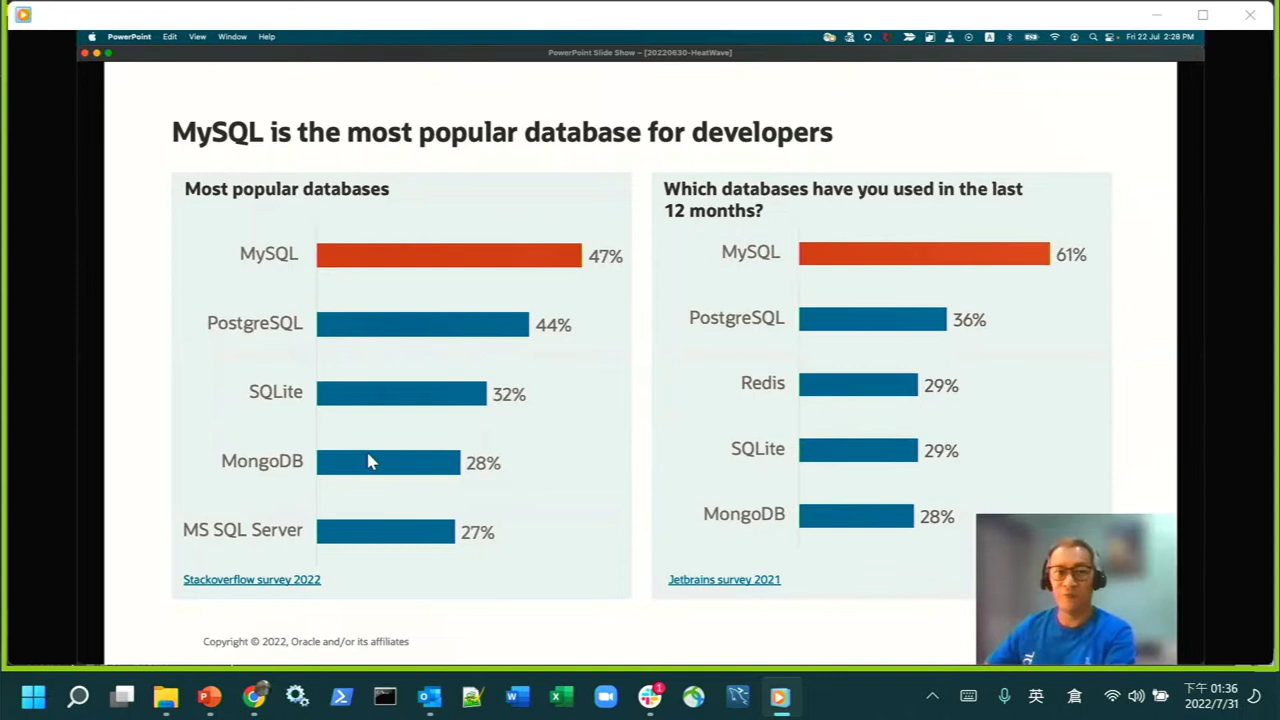 PowerPoint Edit View Window Help
Fri 22 Jul 2:28 PM
PowerPoint Slide Show – [20220630-HeatWave]
MySQL is the most popular database for developers
Most popular databases
MySQL 47%
PostgreSQL 44%
SQLite 32%
MongoDB 28%
MS SQL Server 27%
Stackoverflow survey 2022
Which databases have you used in the last
12 months?
MySQL 61%
PostgreSQL 36%
Redis 29%
SQLite 29%
MongoDB 28%
Jetbrains survey 2021
Copyright © 2022, Oracle and/or its affiliates
英
下午 01:36
2022/7/31